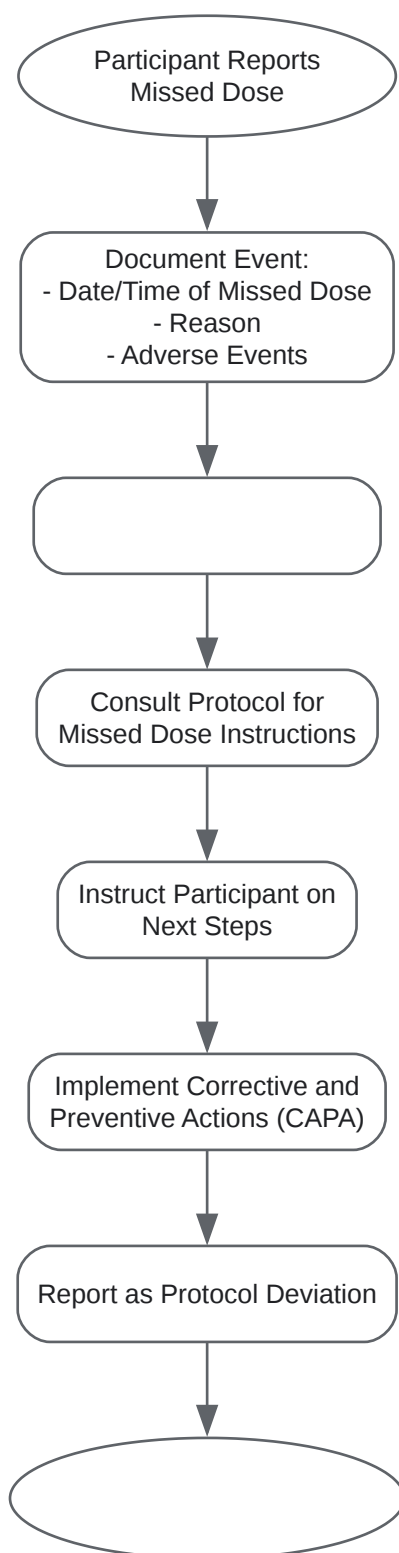 Participant Reports
Missed Dose
Document Event:
- Date/Time of Missed Dose
- Reason
- Adverse Events
Consult Protocol for
Missed Dose Instructions
Instruct Participant on
Next Steps
Implement Corrective and
Preventive Actions (CAPA)
Report as Protocol Deviation